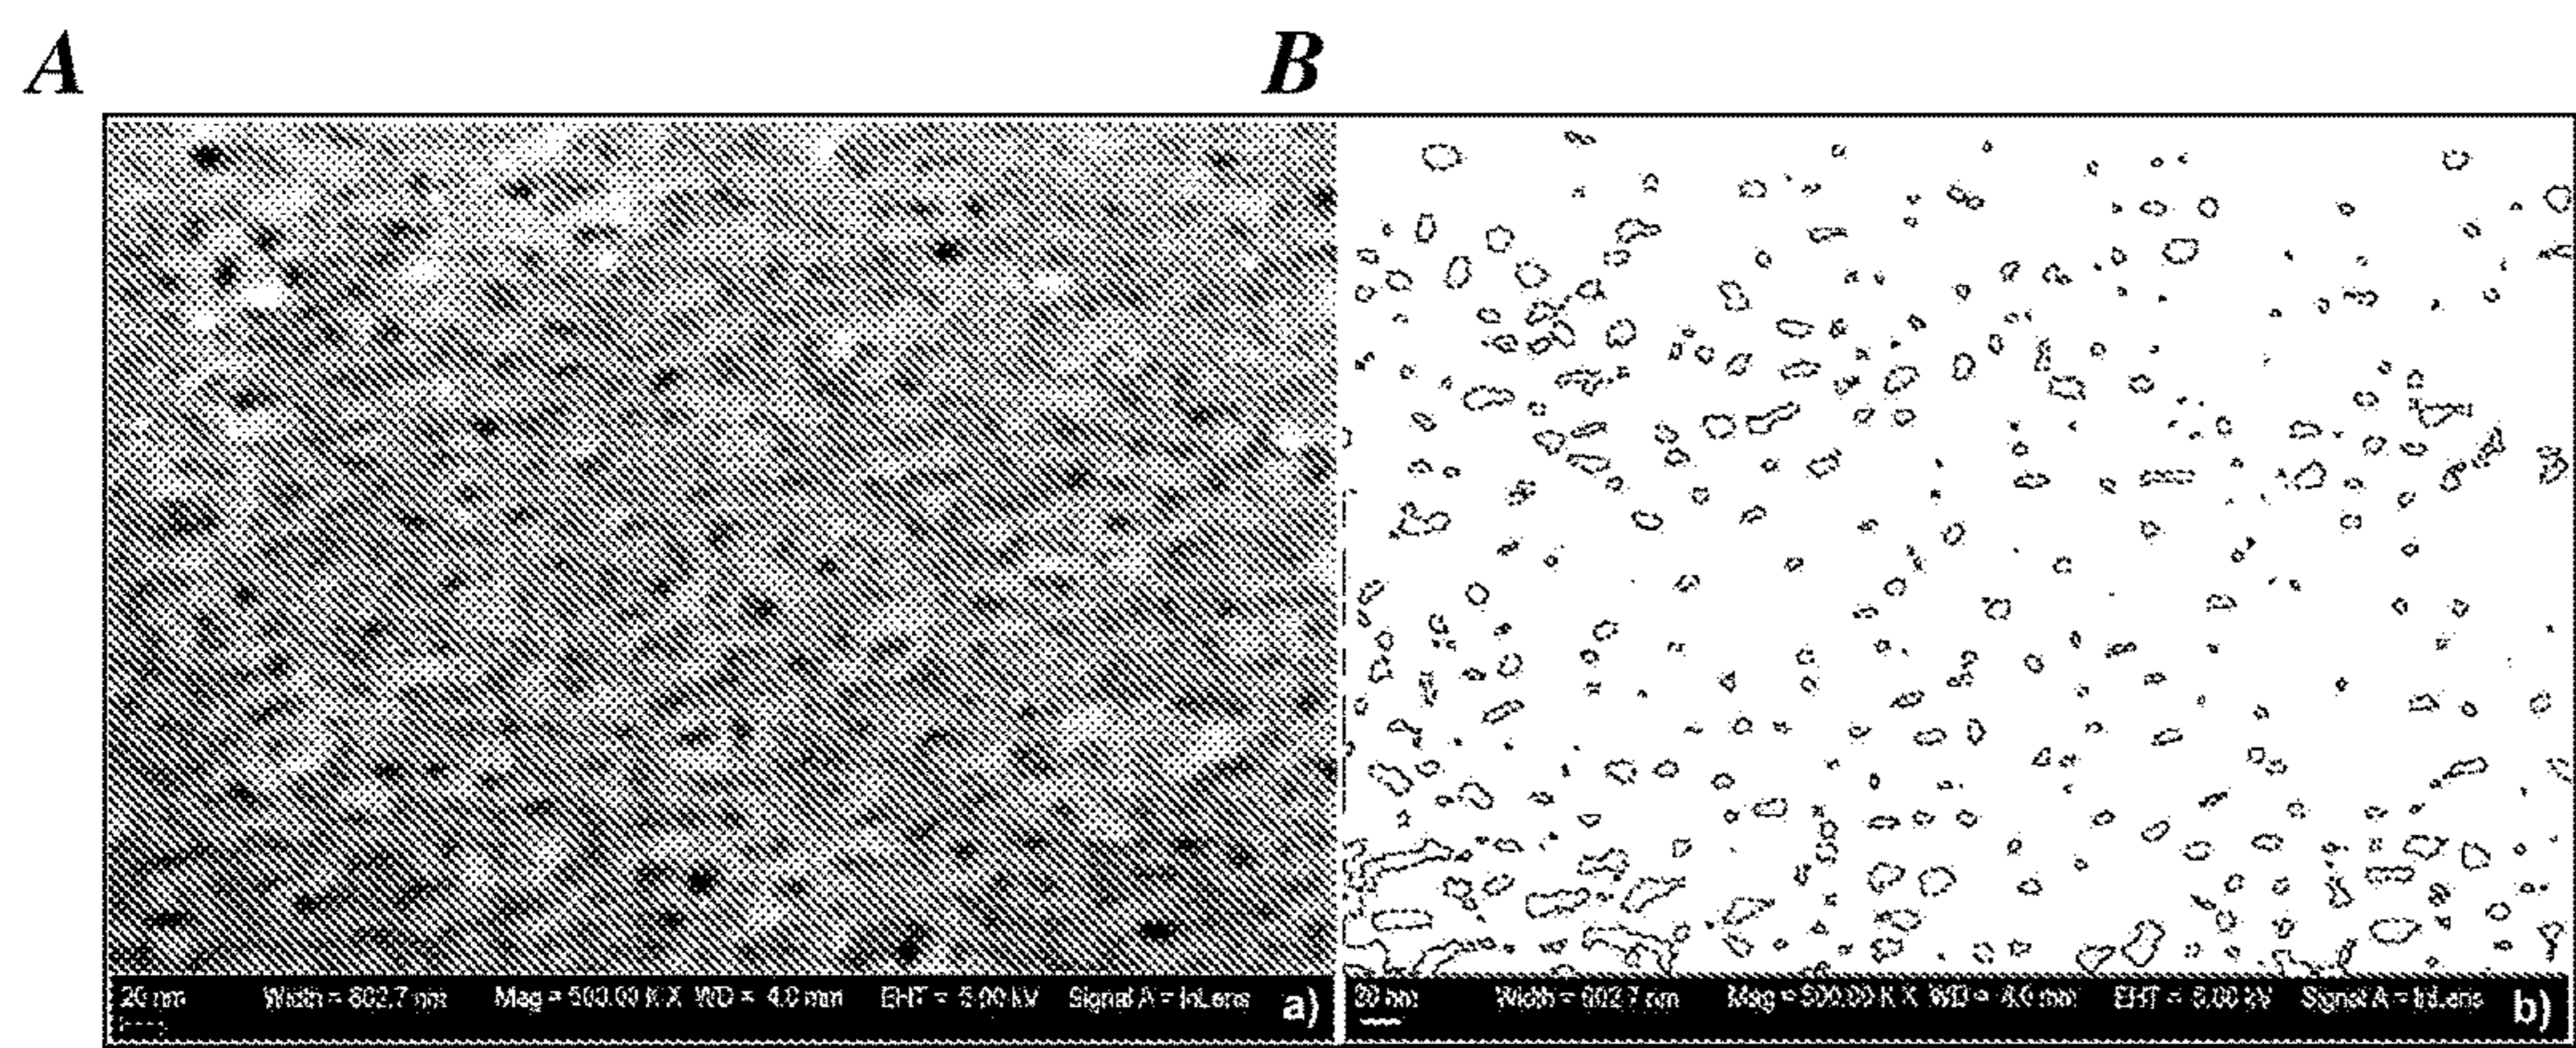 A B
20 nm Width = 602.7 nm Mag = 500.00 K X WD = 4.0 mm EHT = 5.00 kV Signal A = InLens a)
20 nm Width = 602.7 nm Mag = 500.00 K X WD = 4.0 mm EHT = 5.00 kV Signal A = InLens b)